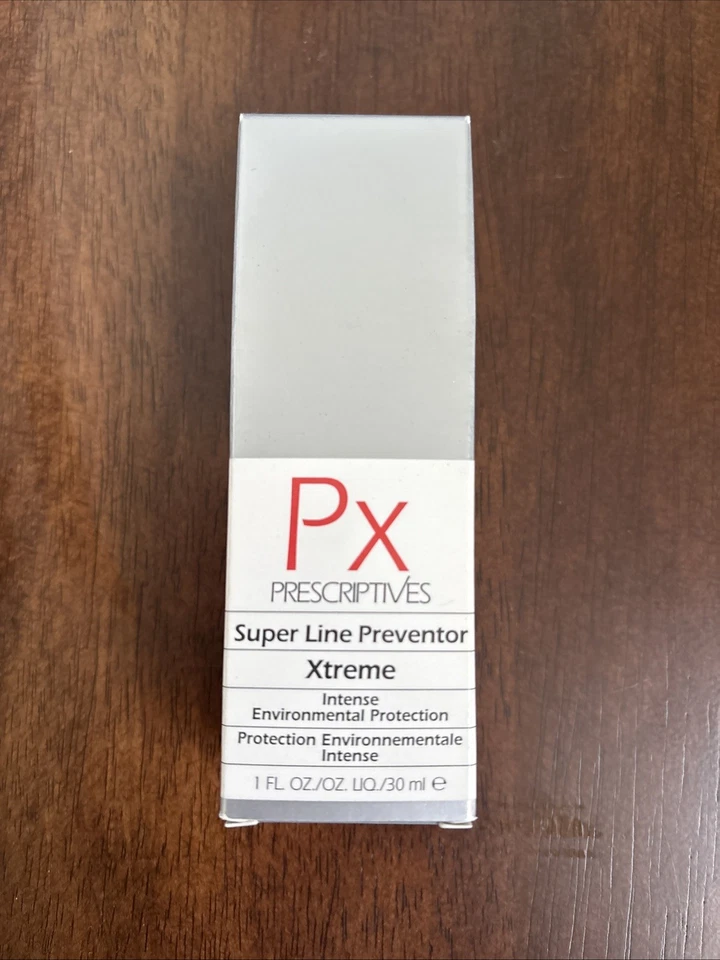 Px
PRESCRIPTIVES
Super Line Preventor
Xtreme
Intense
Environmental Protection
Protection Environnementale
Intense
1 FL. OZ./OZ. LIQ./30 ml ℮